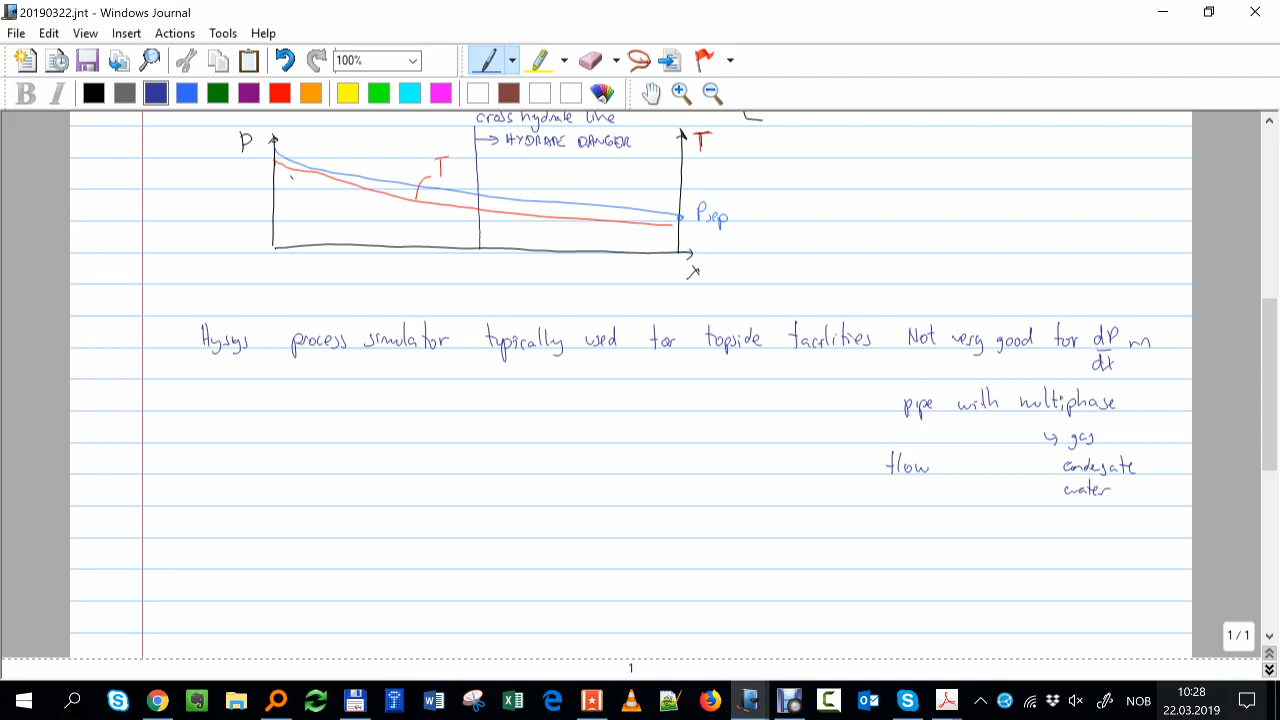 20190322.jnt - Windows Journal
File Edit View Insert Actions Tools Help
100%
B I
cross hydrate line
P
→ HYDRATE DANGER
T
T
Psep
x
Hysys process simulator typically used for topside facilities Not very good for dP/dx in
pipe with multiphase
↳ gas
flow condesate
water
1 / 1
1
NOB
10:28
22.03.2019